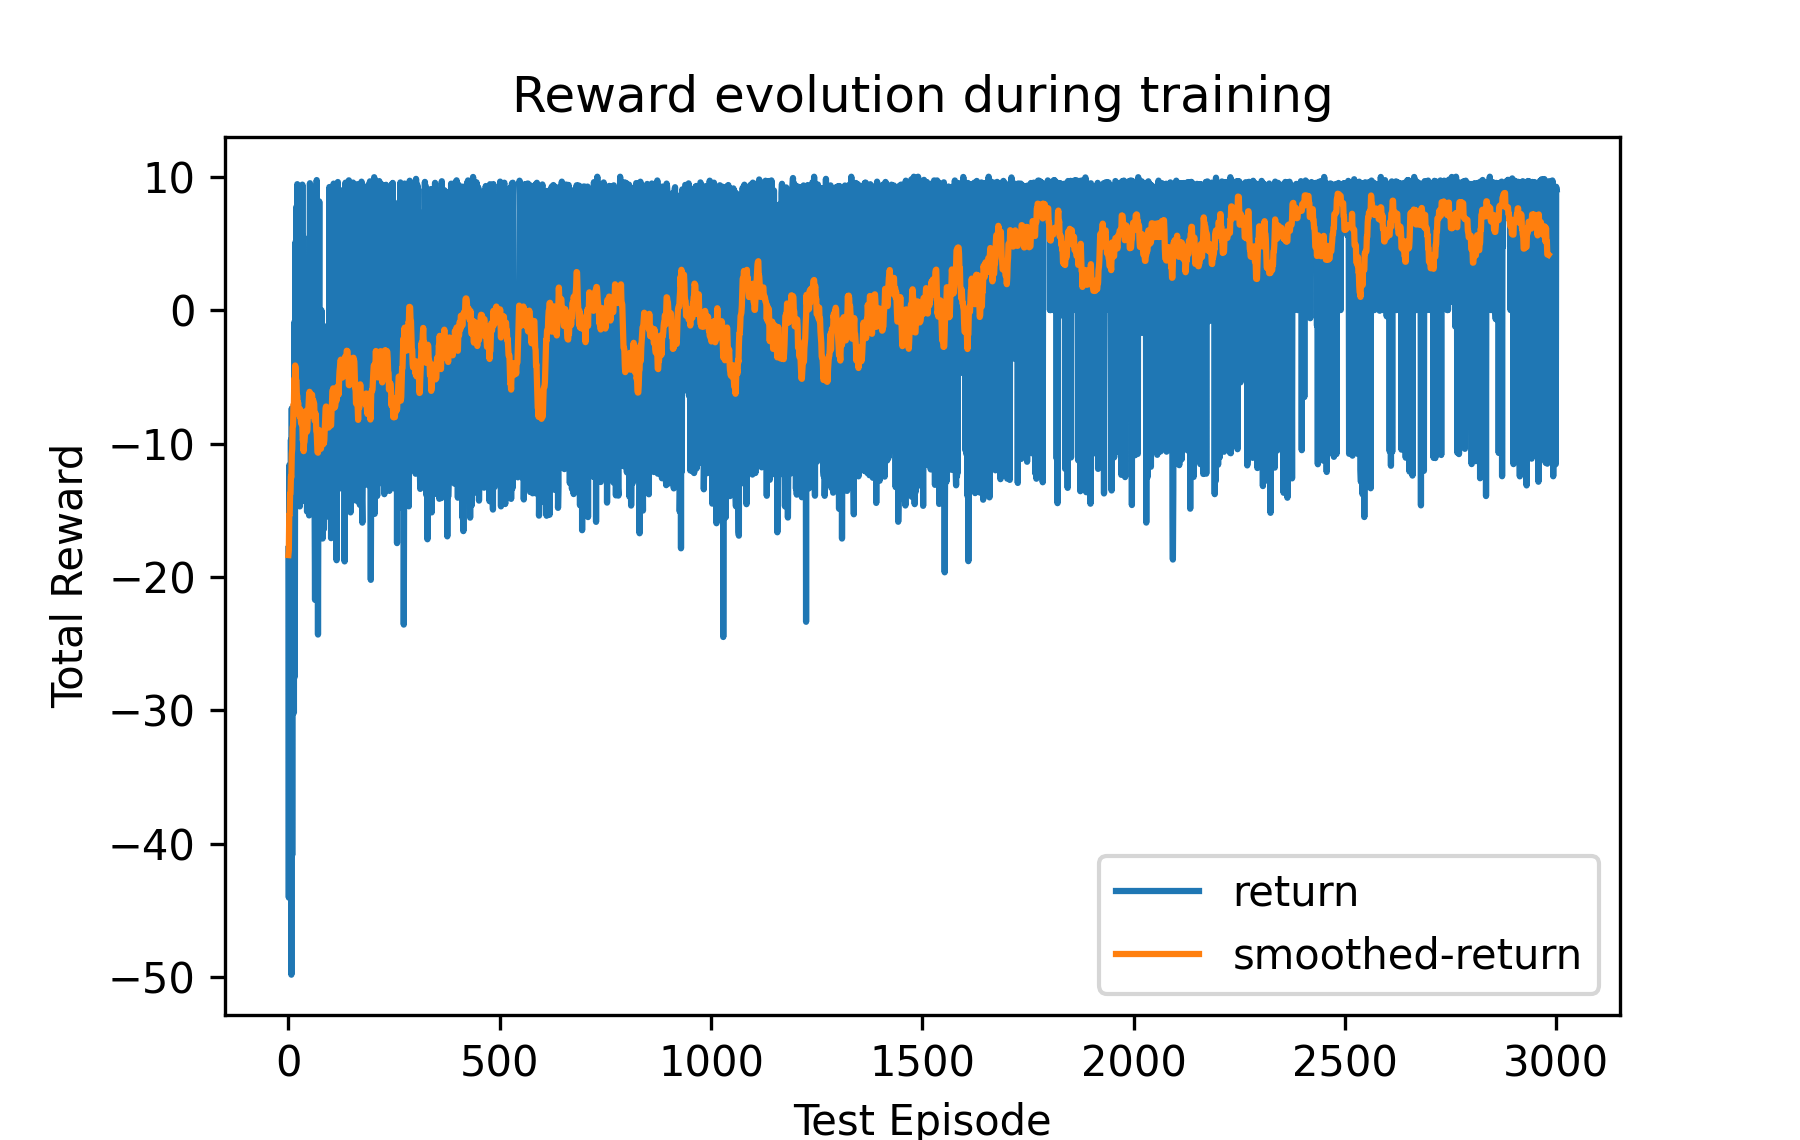 Reward evolution during training
10
0
−10
−20
−30
−40
−50
Total Reward
return
smoothed-return
0 500 1000 1500 2000 2500 3000
Test Episode